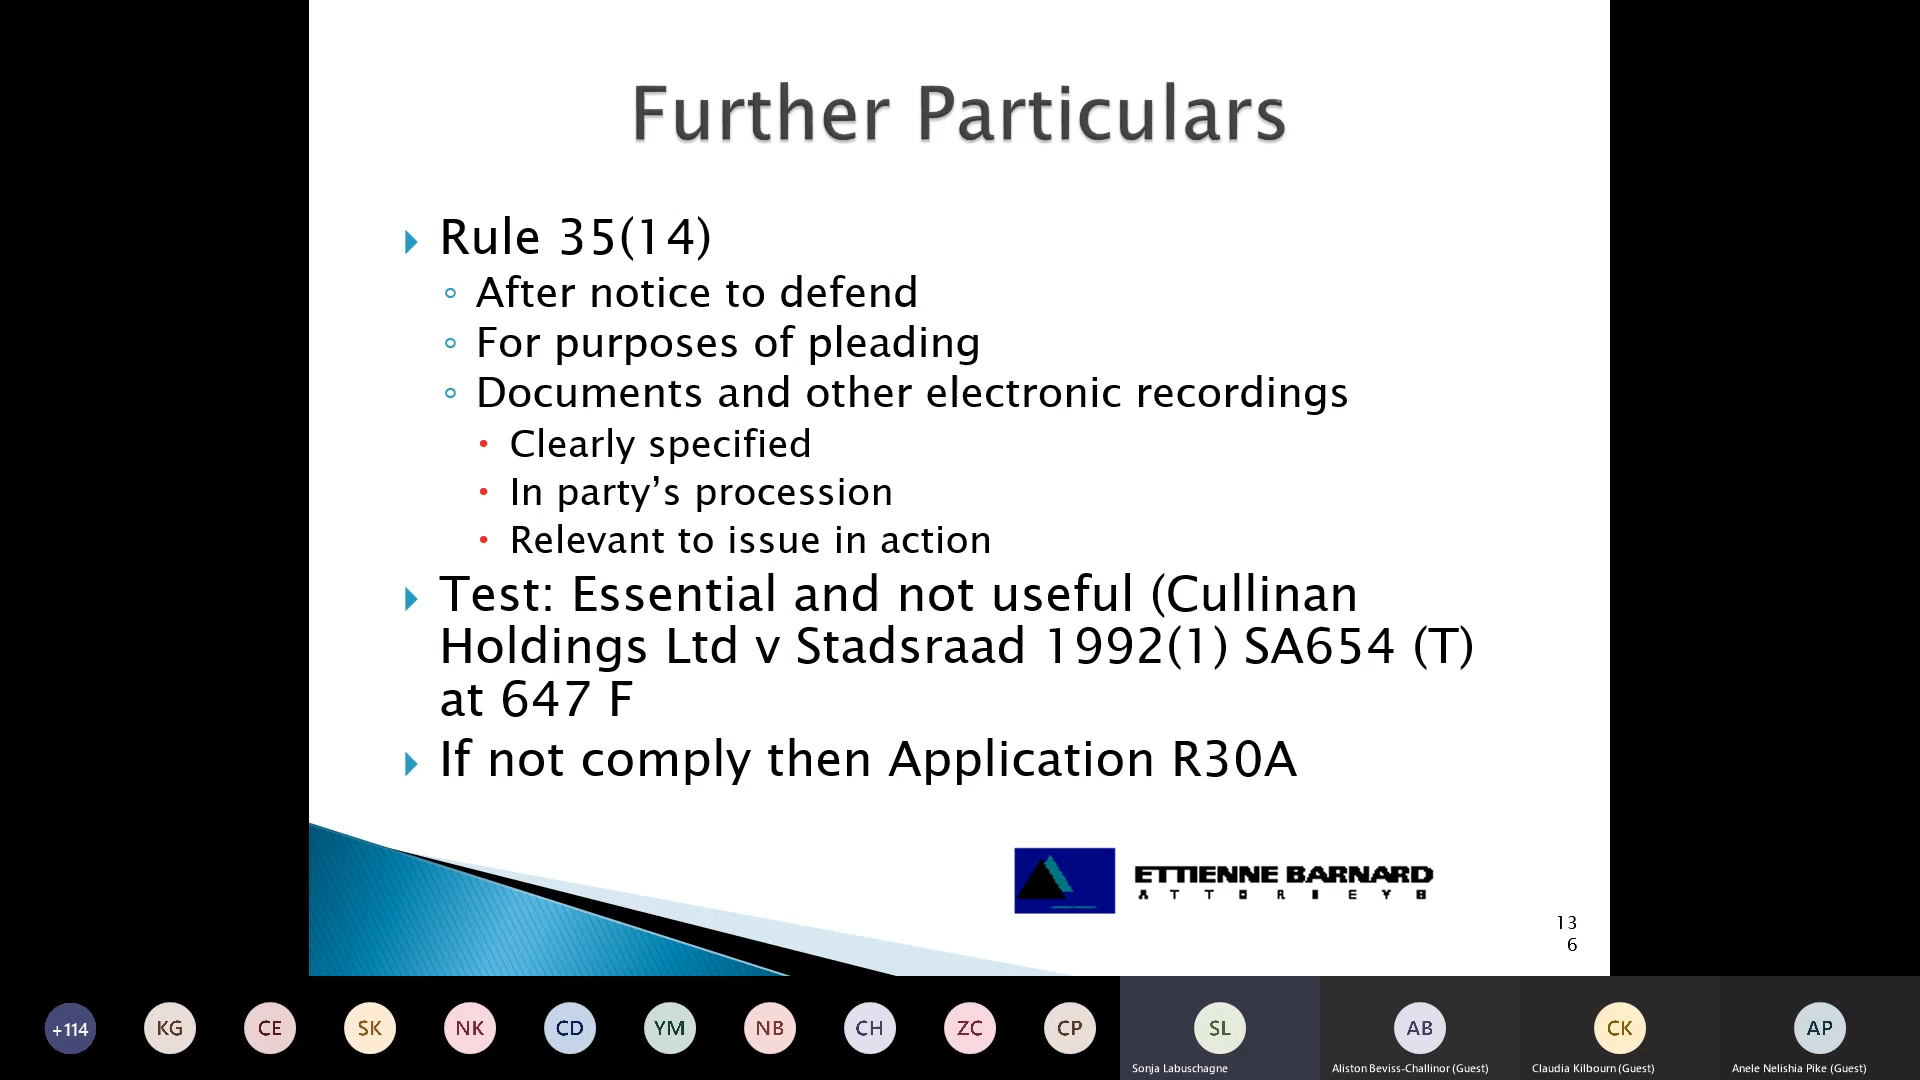 Further Particulars
Rule 35(14)
After notice to defend
For purposes of pleading
Documents and other electronic recordings
Clearly specified
In party’s procession
Relevant to issue in action
Test: Essential and not useful (Cullinan
Holdings Ltd v Stadsraad 1992(1) SA654 (T)
at 647 F
If not comply then Application R30A
ETTIENNE BARNARD
ATTORNEYS
13
6
+114
KG
CE
SK
NK
CD
YM
NB
CH
ZC
CP
SL
AB
CK
AP
Sonja Labuschagne
Aliston Beviss-Challinor (Guest)
Claudia Kilbourn (Guest)
Anele Nelishia Pike (Guest)